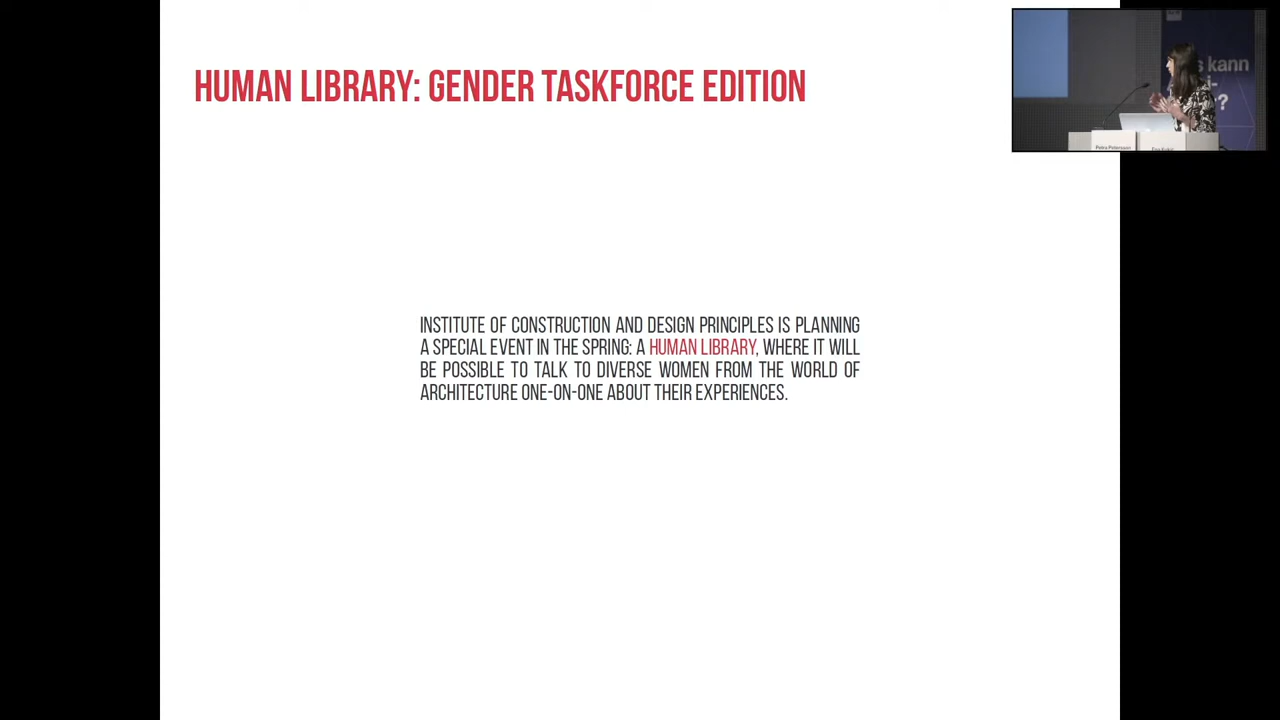 HUMAN LIBRARY: GENDER TASKFORCE EDITION
INSTITUTE OF CONSTRUCTION AND DESIGN PRINCIPLES IS PLANNING
A SPECIAL EVENT IN THE SPRING: A HUMAN LIBRARY, WHERE IT WILL
BE POSSIBLE TO TALK TO DIVERSE WOMEN FROM THE WORLD OF
ARCHITECTURE ONE-ON-ONE ABOUT THEIR EXPERIENCES.
kann
Petra Petersson